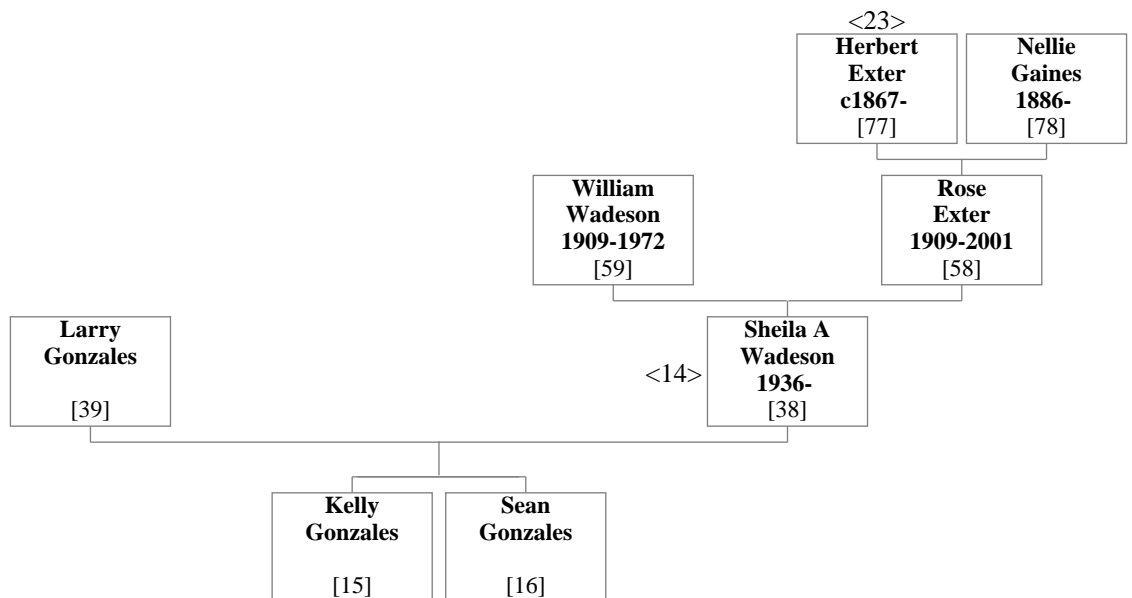 <23>
Herbert
Exter
c1867-
[77]
Nellie
Gaines
1886-
[78]
William
Wadeson
1909-1972
[59]
Rose
Exter
1909-2001
[58]
Larry
Gonzales
[39]
<14>
Sheila A
Wadeson
1936-
[38]
Kelly
Gonzales
[15]
Sean
Gonzales
[16]